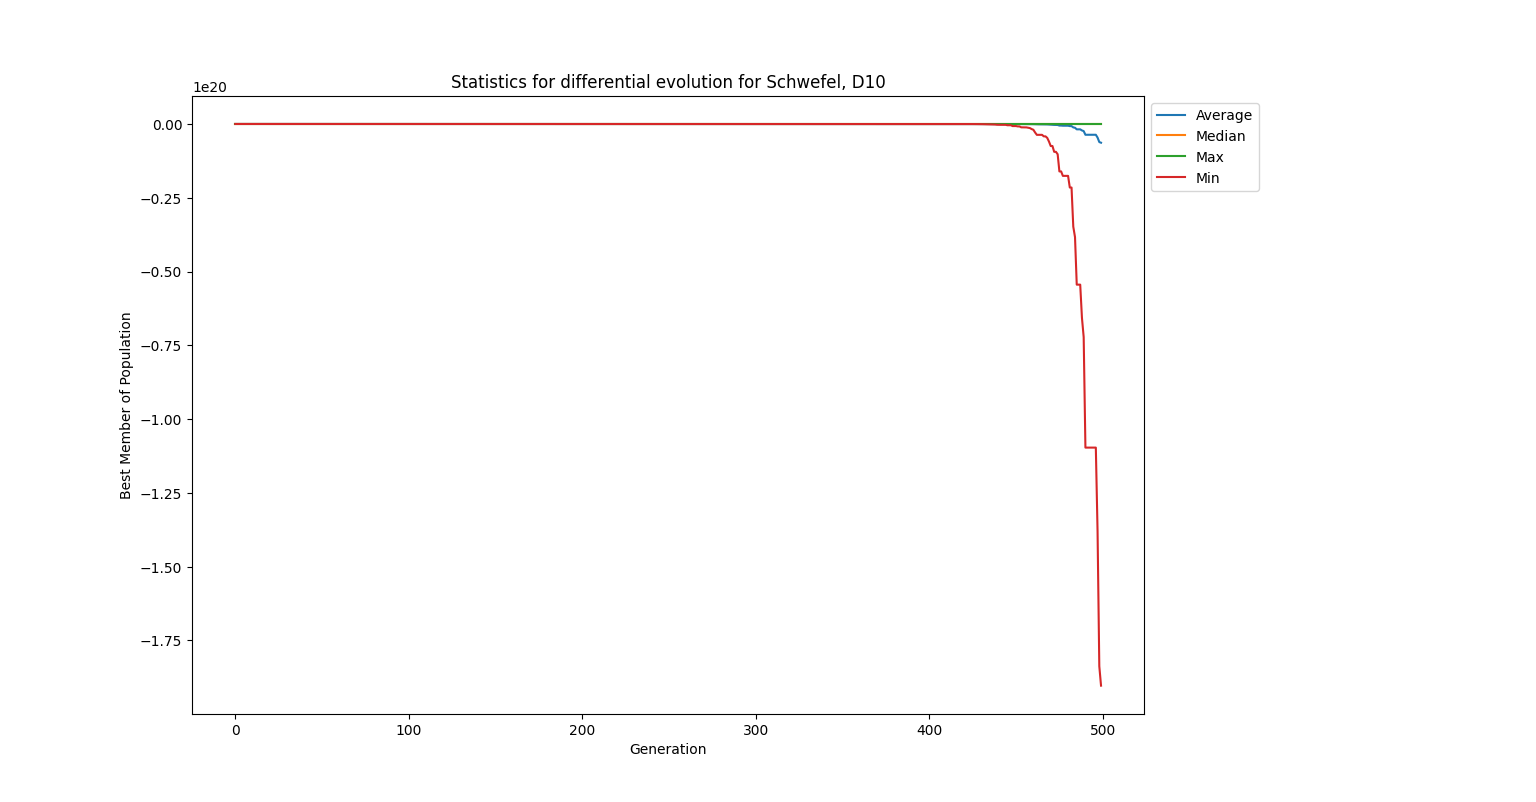 Statistics for differential evolution for Schwefel, D10
1e20
0.00
−0.25
−0.50
−0.75
−1.00
−1.25
−1.50
−1.75
Best Member of Population
0 100 200 300 400 500
Generation
Average
Median
Max
Min